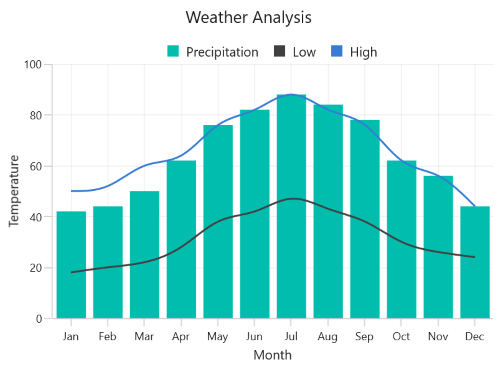 Weather Analysis
Precipitation Low High
100
80
60
40
20
0
Temperature
Jan Feb Mar Apr May Jun Jul Aug Sep Oct Nov Dec
Month